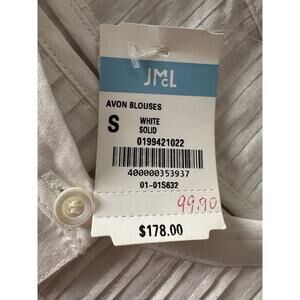 JMcL
AVON BLOUSES
S
WHITE
SOLID
0199421022
400000353937
01-01S632
99.90
$178.00